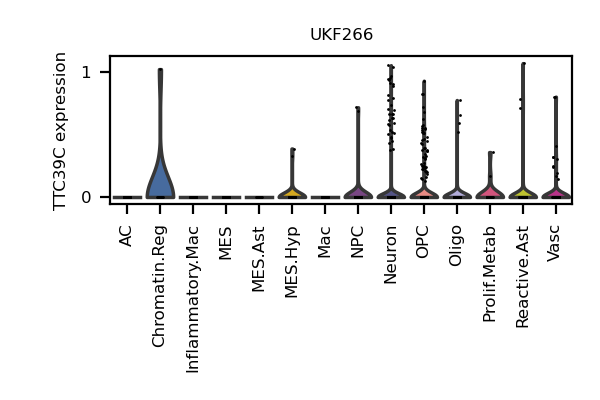 UKF266
TTC39C expression
1
0
AC
Chromatin.Reg
Inflammatory.Mac
MES
MES.Ast
MES.Hyp
Mac
NPC
Neuron
OPC
Oligo
Prolif.Metab
Reactive.Ast
Vasc